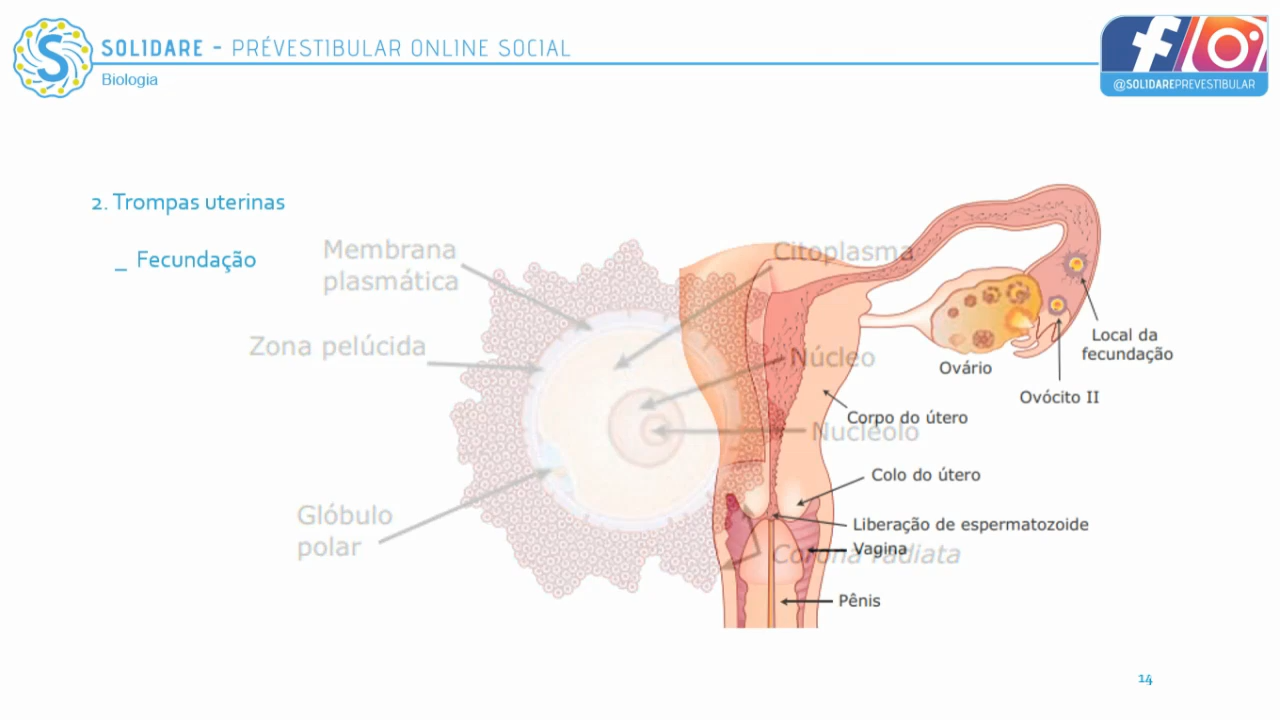 SOLIDARE - PRÉVESTIBULAR ONLINE SOCIAL
Biologia
@SOLIDAREPREVESTIBULAR
2. Trompas uterinas
_ Fecundação
Membrana
plasmática
Zona pelúcida
Glóbulo
polar
Citoplasma
Núcleo
Nucléolo
Corona radiata
Local da
fecundação
Ovário
Ovócito II
Corpo do útero
Colo do útero
Liberação de espermatozoide
Vagina
Pênis
14